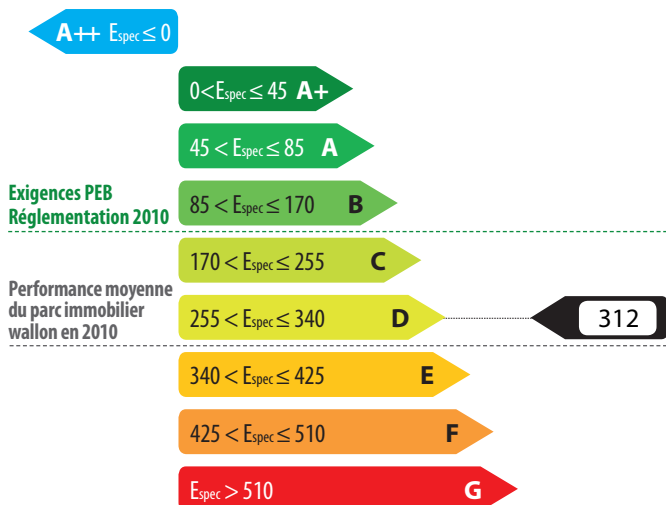 A++ Espec ≤ 0
0<Espec ≤ 45 A+
45 < Espec ≤ 85 A
Exigences PEB
Réglementation 2010
85 < Espec ≤ 170 B
170 < Espec ≤ 255 C
Performance moyenne
du parc immobilier
wallon en 2010
255 < Espec ≤ 340 D
312
340 < Espec ≤ 425 E
425 < Espec ≤ 510 F
Espec > 510 G